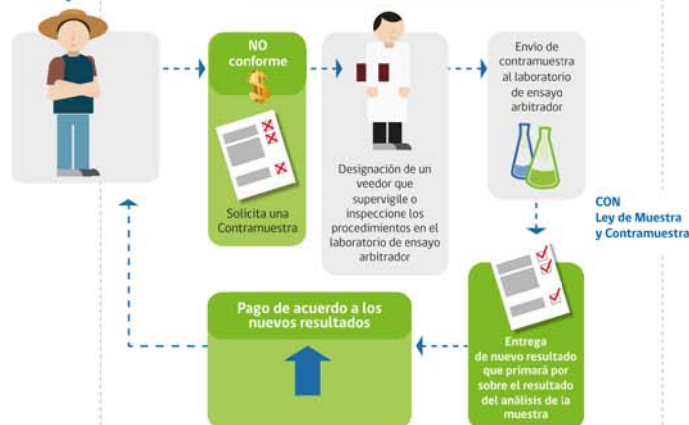 NO
conforme
$
Solicita una
Contramuestra
Designación de un
veedor que
supervigile o
inspeccione los
procedimientos en el
laboratorio de ensayo
arbitrador
Envío de
contramuestra
al laboratorio
de ensayo
arbitrador
CON
Ley de Muestra
y Contramuestra
Entrega
de nuevo resultado
que primará por
sobre el resultado
del análisis de la
muestra
Pago de acuerdo a los
nuevos resultados